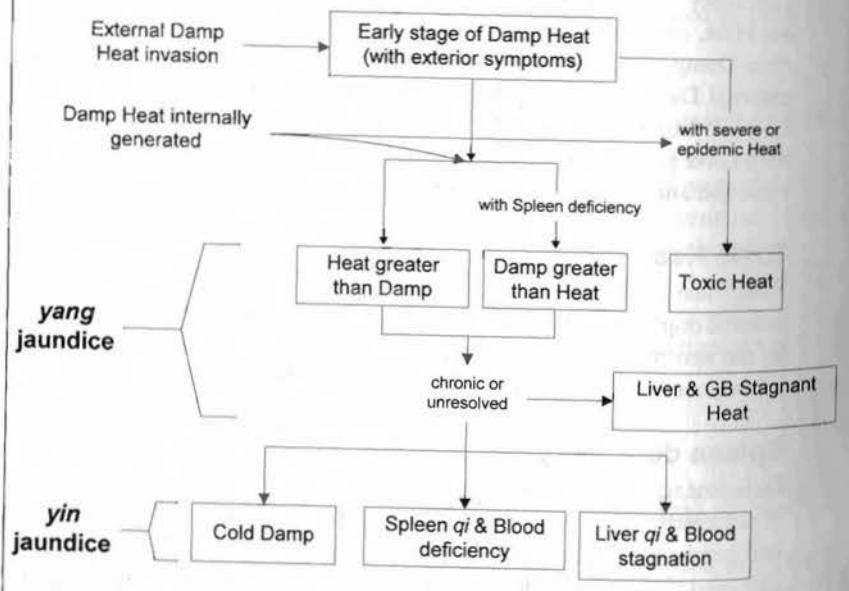 External Damp
Heat invasion
Early stage of Damp Heat
(with exterior symptoms)
Damp Heat internally
generated
with severe or
epidemic Heat
with Spleen deficiency
Heat greater
than Damp
Damp greater
than Heat
Toxic Heat
yang
jaundice
chronic or
unresolved
Liver & GB Stagnant
Heat
yin
jaundice
Cold Damp
Spleen qi & Blood
deficiency
Liver qi & Blood
stagnation